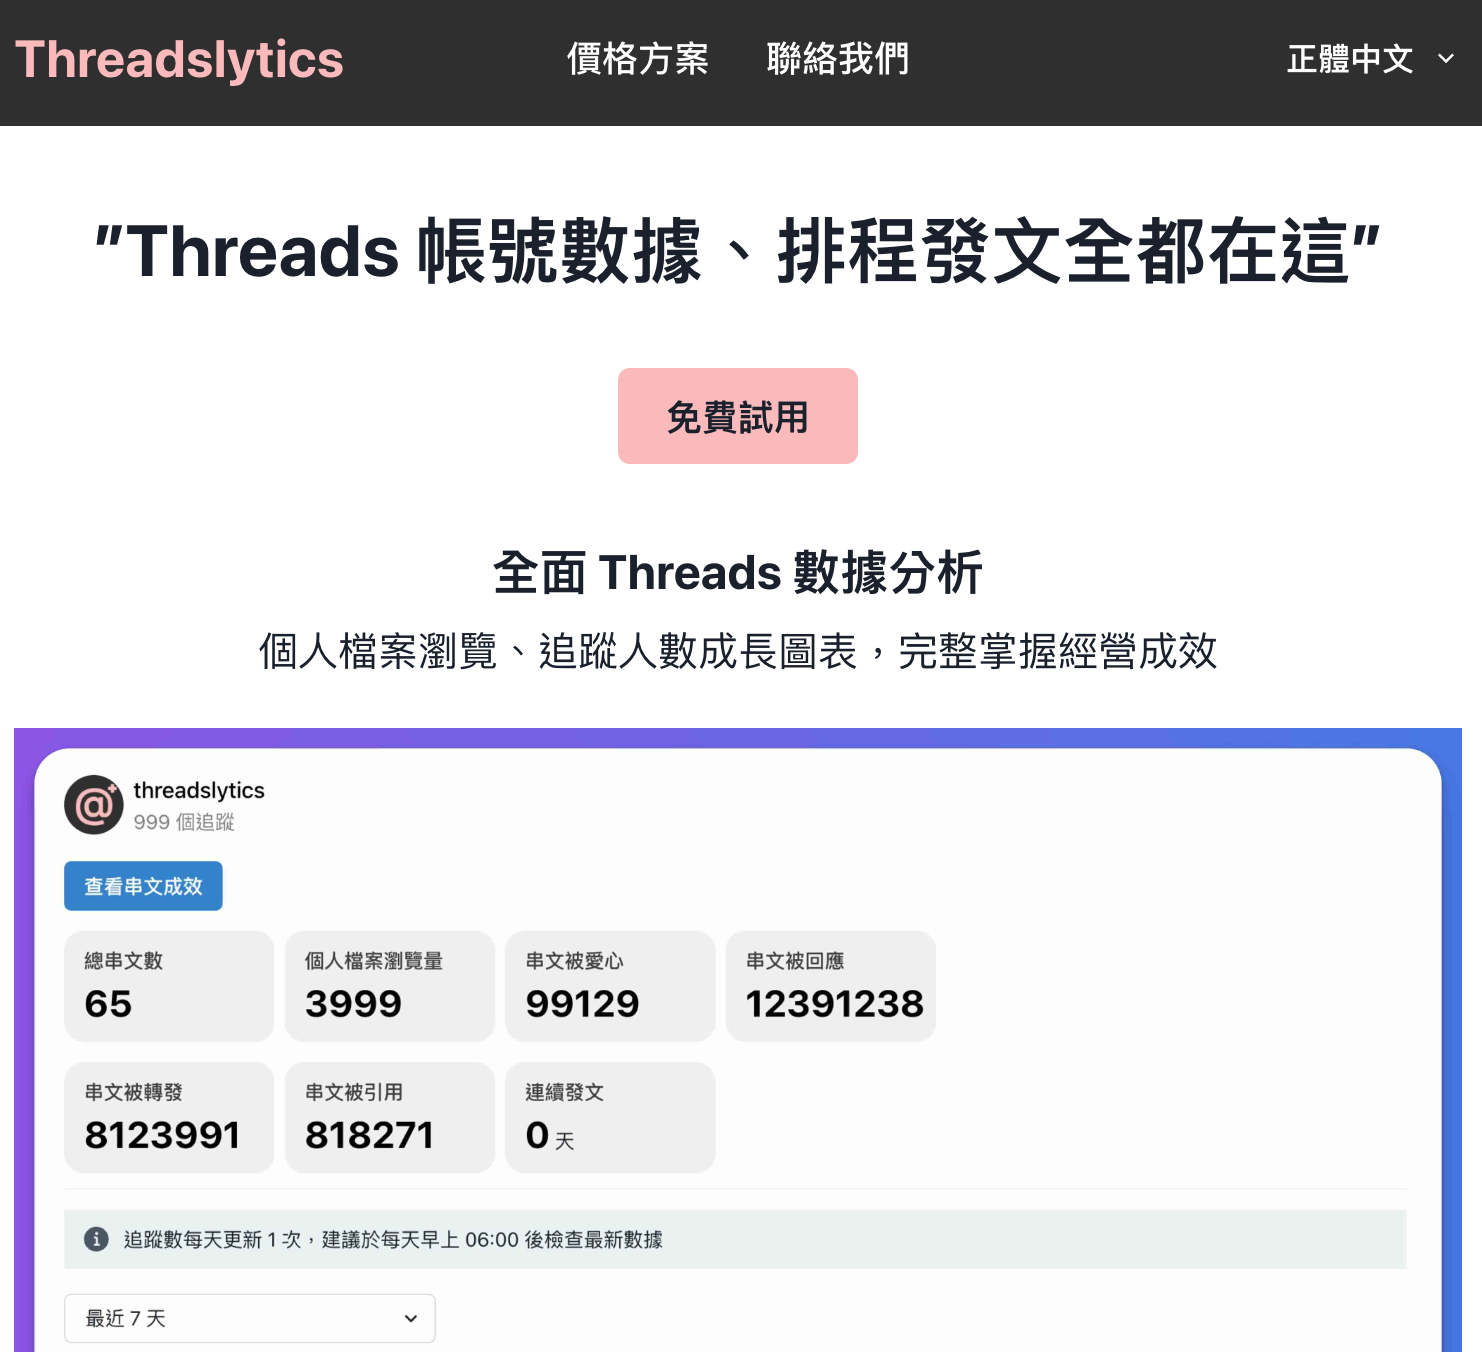 Threadslytics
價格方案
聯絡我們
正體中文
"Threads 帳號數據、排程發文全都在這"
免費試用
全面 Threads 數據分析
個人檔案瀏覽、追蹤人數成長圖表，完整掌握經營成效
threadslytics
999 個追蹤
查看串文成效
總串文數
65
個人檔案瀏覽量
3999
串文被愛心
99129
串文被回應
12391238
串文被轉發
8123991
串文被引用
818271
連續發文
0 天
追蹤數每天更新 1 次，建議於每天早上 06:00 後檢查最新數據
最近 7 天